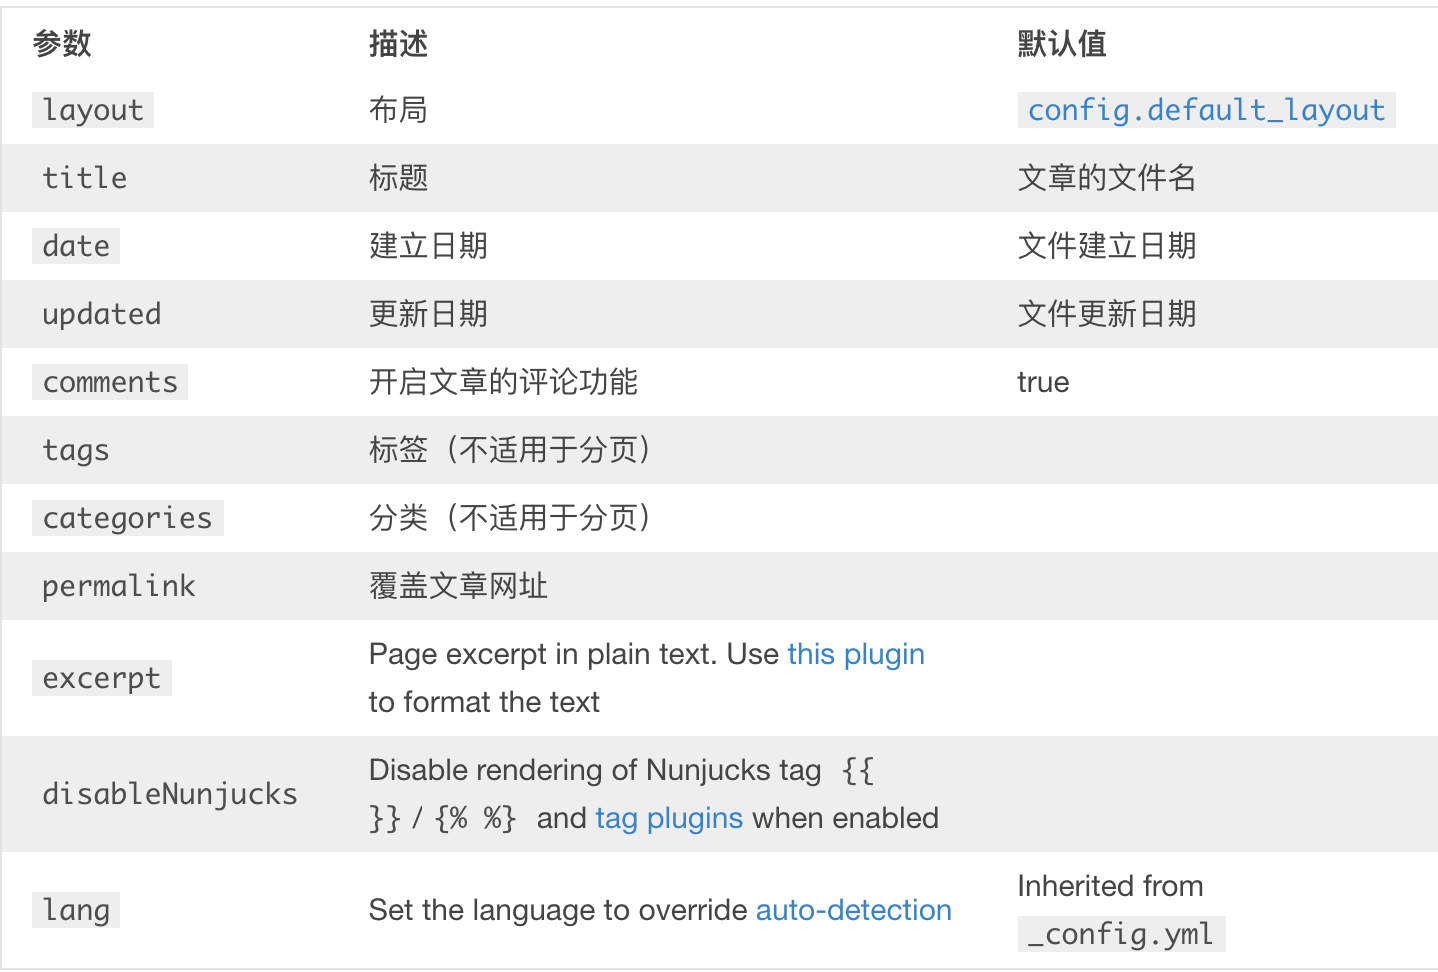 参数 描述 默认值
layout 布局 config.default_layout
title 标题 文章的文件名
date 建立日期 文件建立日期
updated 更新日期 文件更新日期
comments 开启文章的评论功能 true
tags 标签（不适用于分页）
categories 分类（不适用于分页）
permalink 覆盖文章网址
excerpt
Page excerpt in plain text. Use this plugin
to format the text
disableNunjucks
Disable rendering of Nunjucks tag {{
}} / {% %} and tag plugins when enabled
lang
Set the language to override auto-detection
Inherited from
_config.yml